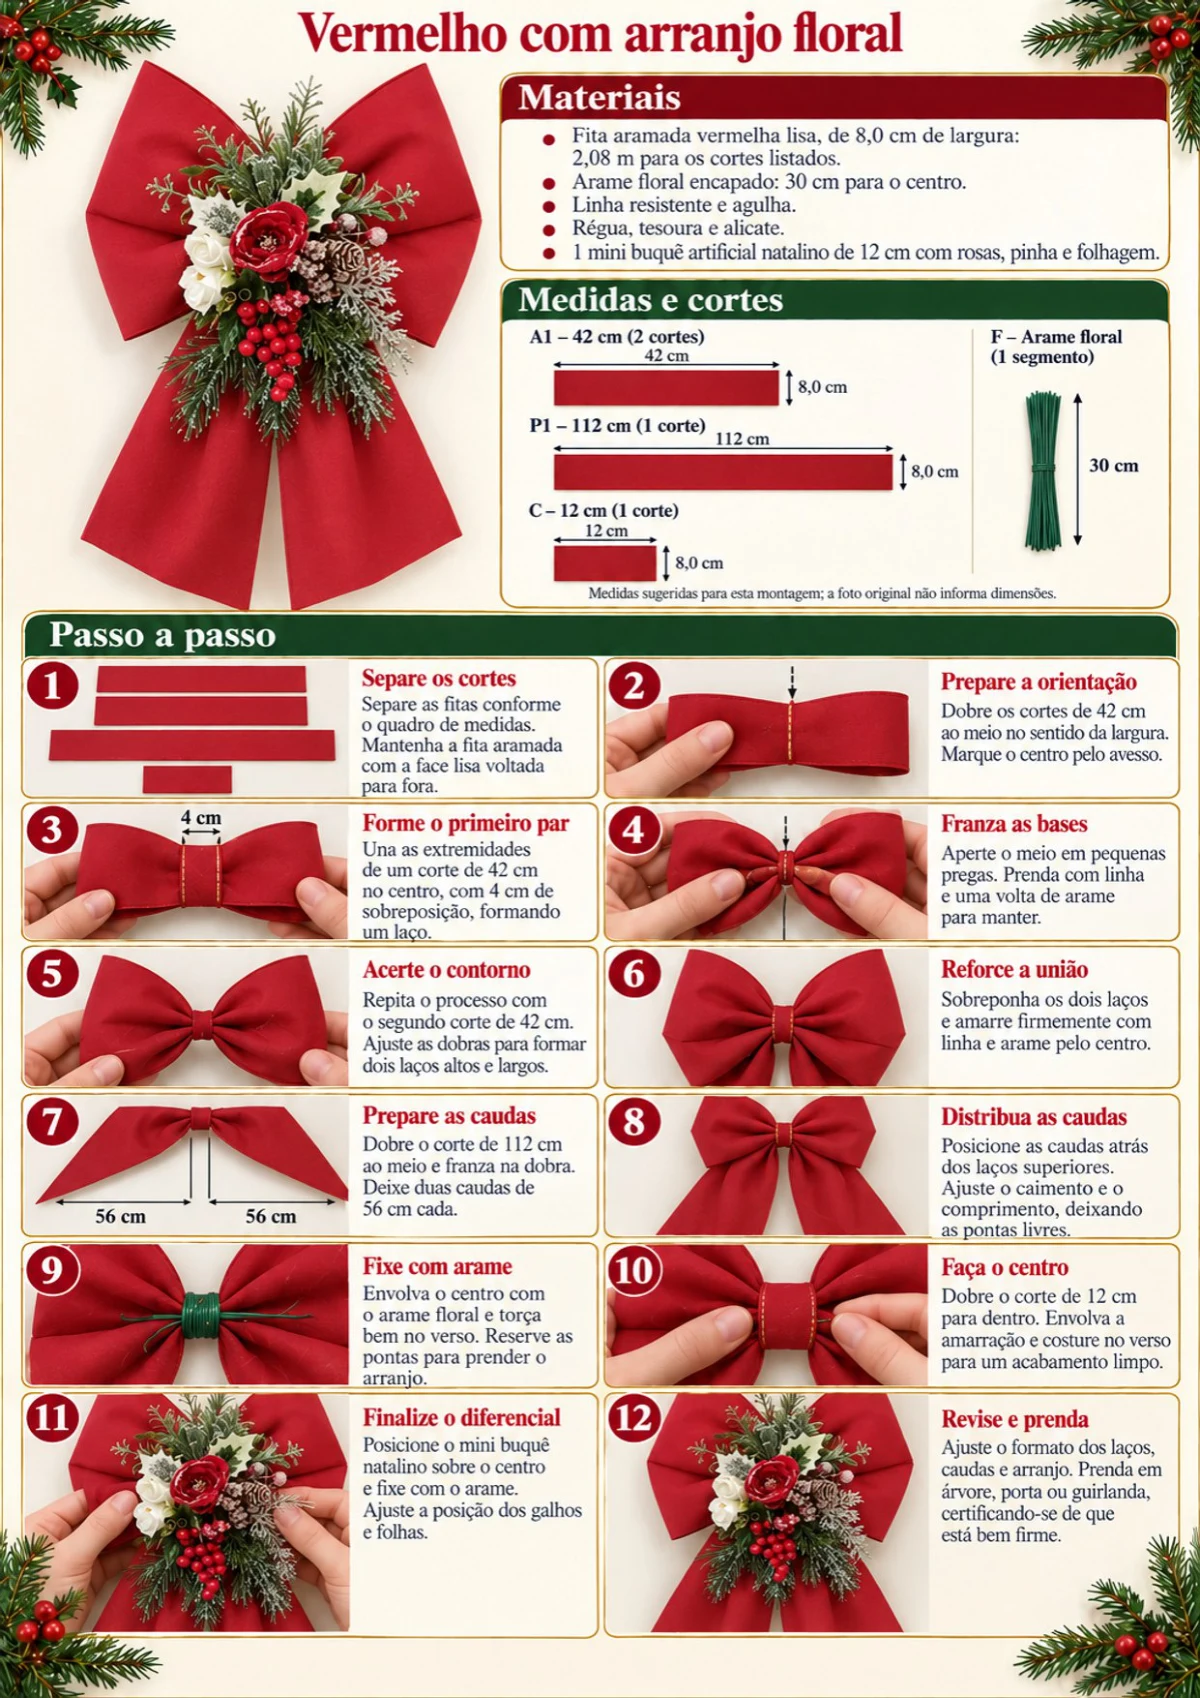 Vermelho com arranjo floral
Materiais
Fita aramada vermelha lisa, de 8,0 cm de largura:
2,08 m para os cortes listados.
Arame floral encapado: 30 cm para o centro.
Linha resistente e agulha.
Régua, tesoura e alicate.
1 mini buquê artificial natalino de 12 cm com rosas, pinha e folhagem.
Medidas e cortes
A1 – 42 cm (2 cortes)
42 cm
8,0 cm
P1 – 112 cm (1 corte)
112 cm
8,0 cm
C – 12 cm (1 corte)
12 cm
8,0 cm
F – Arame floral
(1 segmento)
30 cm
Medidas sugeridas para esta montagem; a foto original não informa dimensões.
Passo a passo
1
Separe os cortes
Separe as fitas conforme
o quadro de medidas.
Mantenha a fita aramada
com a face lisa voltada
para fora.
2
Prepare a orientação
Dobre os cortes de 42 cm
ao meio no sentido da largura.
Marque o centro pelo avesso.
3
4 cm
Forme o primeiro par
Una as extremidades
de um corte de 42 cm
no centro, com 4 cm de
sobreposição, formando
um laço.
4
Franza as bases
Aperte o meio em pequenas
pregas. Prenda com linha
e uma volta de arame
para manter.
5
Acerte o contorno
Repita o processo com
o segundo corte de 42 cm.
Ajuste as dobras para formar
dois laços altos e largos.
6
Reforce a união
Sobreponha os dois laços
e amarre firmemente com
linha e arame pelo centro.
7
56 cm
56 cm
Prepare as caudas
Dobre o corte de 112 cm
ao meio e franza na dobra.
Deixe duas caudas de
56 cm cada.
8
Distribua as caudas
Posicione as caudas atrás
dos laços superiores.
Ajuste o caimento e o
comprimento, deixando
as pontas livres.
9
Fixe com arame
Envolva o centro com
o arame floral e torça
bem no verso. Reserve as
pontas para prender o
arranjo.
10
Faça o centro
Dobre o corte de 12 cm
para dentro. Envolva a
amarração e costure no verso
para um acabamento limpo.
11
Finalize o diferencial
Posicione o mini buquê
natalino sobre o centro
e fixe com o arame.
Ajuste a posição dos galhos
e folhas.
12
Revise e prenda
Ajuste o formato dos laços,
caudas e arranjo. Prenda em
árvore, porta ou guirlanda,
certificando-se de que
está bem firme.